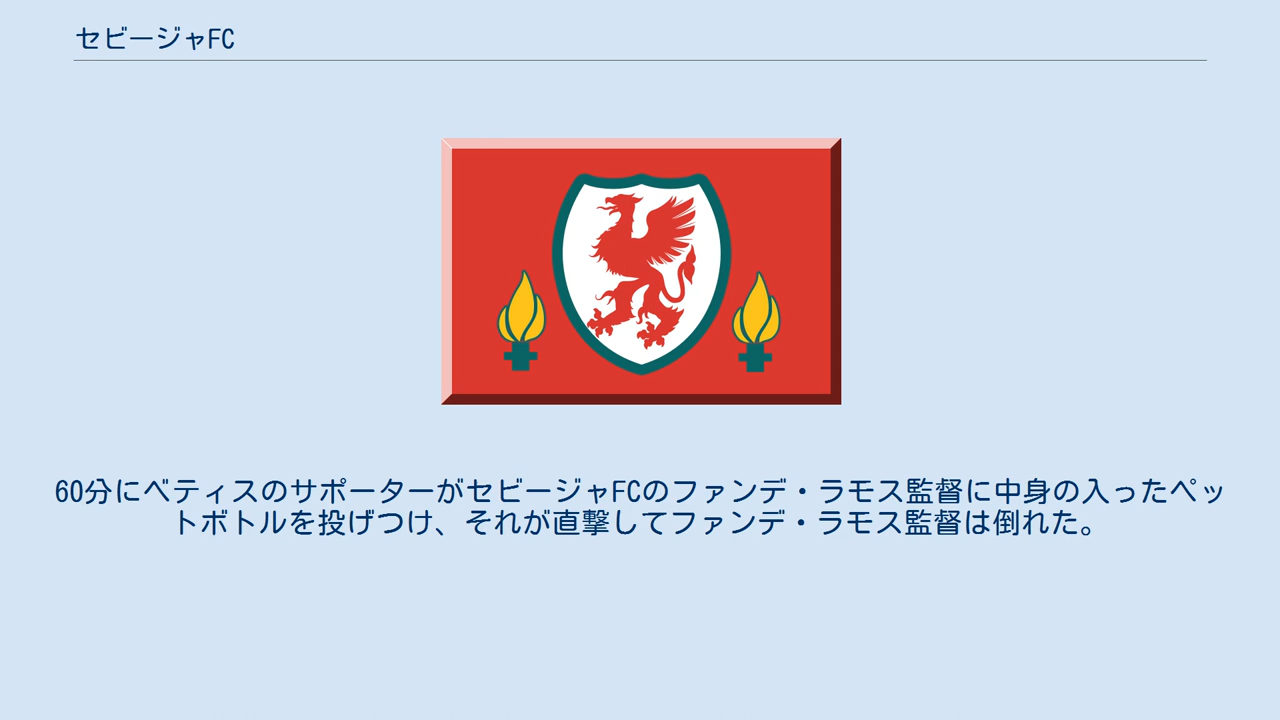 セビージャFC
60分にベティスのサポーターがセビージャFCのファンデ・ラモス監督に中身の入ったペッ
トボトルを投げつけ、それが直撃してファンデ・ラモス監督は倒れた。